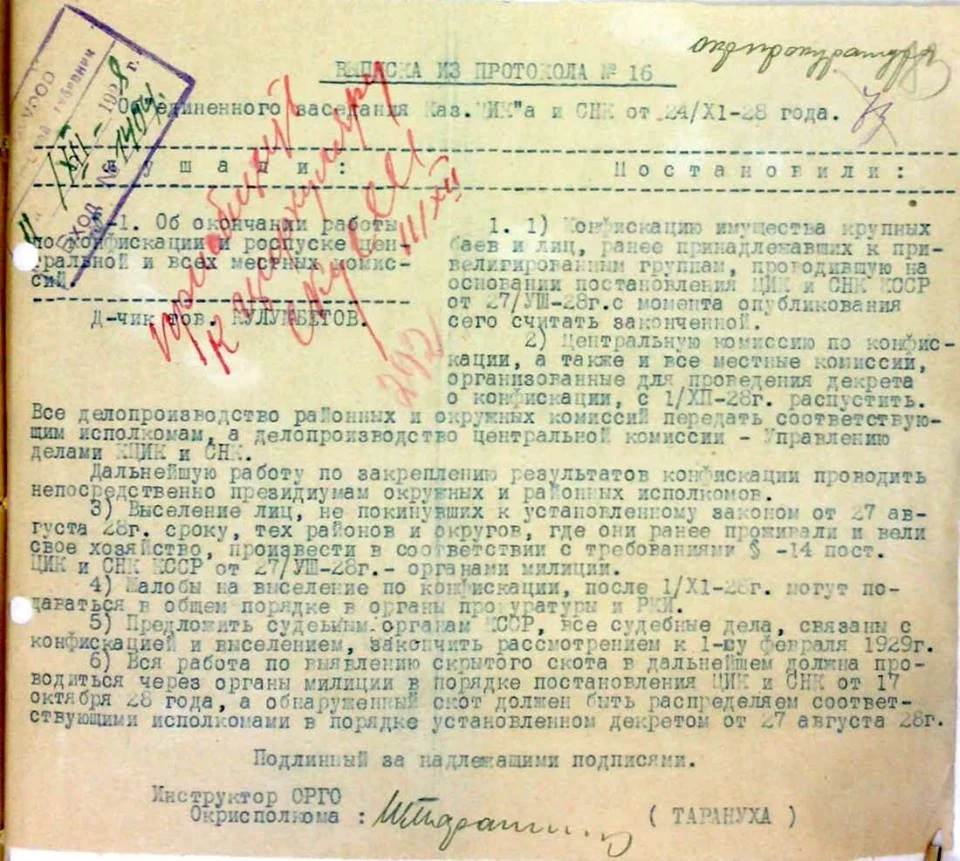 ВЫПИСКА ИЗ ПРОТОКОЛА № 16
Объединенного заседания Каз.ЦИК"а и СНК от 24/XI-28 года.
Слушали:
Постановили:
1. Об окончании работы
по конфискации и роспуске цен-
тральной и всех местных комис-
сий
Д-чик тов. КУЛУМБЕТОВ.
1. 1) Конфискацию имущества крупных
баев и лиц, ранее принадлежавших к при-
велигированным группам, проводившую на
основании постановления ЦИК и СНК КССР
от 27/УШ-28г.с момента опубликования
сего считать законченной.
2) Центральную комиссию по конфис-
кации, а также и все местные комиссии,
организованные для проведения декрета
о конфискации, с 1/ХП-28г. распустить.
Все делопроизводство районных и окружных комиссий передать соответствую-
щим исполкомам, а делопроизводство центральной комиссии - Управлению
делами КЦИК и СНК.
Дальнейшую работу по закреплению результатов конфискации проводить
непосредственно президиумам окружных и районных исполкомов.
3) Выселение лиц, не покинувших к установленному законом от 27 ав-
густа 28г. сроку, тех районов и округов, где они ранее проживали и вели
свое хозяйство, произвести в соответствии с требованиями § -14 пост.
ЦИК и СНК КССР от 27/УШ-28г.- органами милиции.
4) Жалобы на выселение по конфискации, после 1/XI-28г. могут по-
даваться в общем порядке в органы прокуратуры и РКИ.
5) Предложить судебным органам КССР, все судебные дела, связаны с
конфискацией и выселением, закончить рассмотрением к 1-му февраля 1929г.
6) Вся работа по выявлению скрытого скота в дальнейшем должна про-
водиться через органы милиции в порядке постановления ЦИК и СНК от 17
октября 28 года, а обнаруженный скот должен быть распределяем соответ-
ствующими исполкомами в порядке установленном декретом от 27 августа 28г.
Подлинный за надлежащими подписями.
Инструктор ОРГО
Окрисполкома :
( ТАРАНУХА )
1928 г.
ВХОД №
292